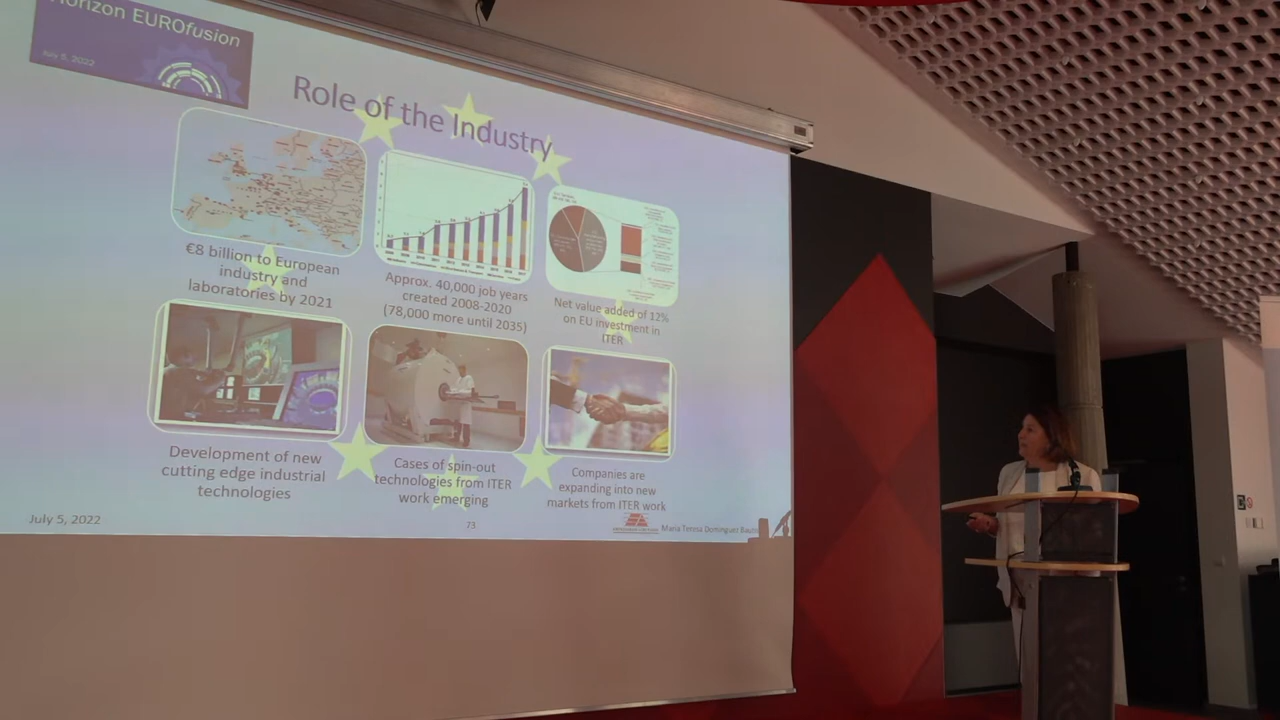 Horizon EUROfusion
July 5, 2022
Role of the Industry
€8 billion to European
industry and
laboratories by 2021
Approx. 40,000 job years
created 2008-2020
(78,000 more until 2035)
Net value added of 12%
on EU investment in
ITER
Development of new
cutting edge industrial
technologies
Cases of spin-out
technologies from ITER
work emerging
Companies are
expanding into new
markets from ITER work
July 5, 2022
73
Maria Teresa Dominguez